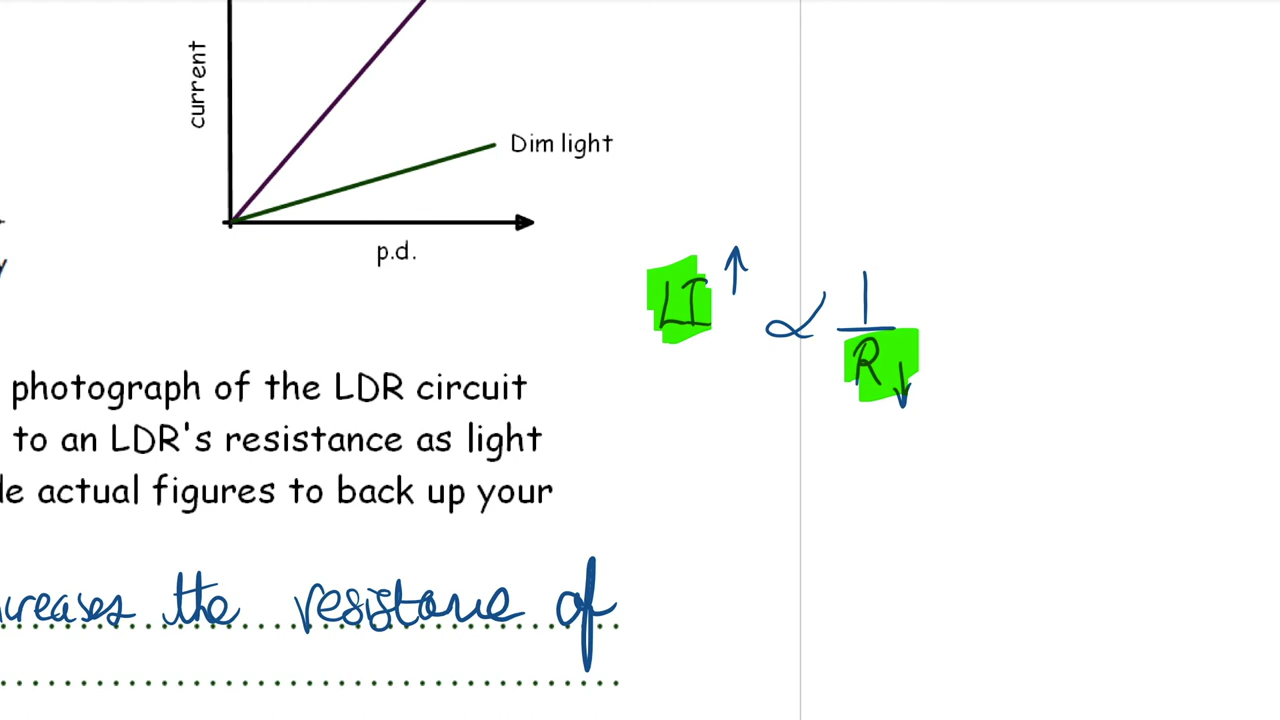 current
Dim light
p.d.
LI ↑ ∝ 1
R ↓
photograph of the LDR circuit
to an LDR's resistance as light
actual figures to back up your
the resistance of